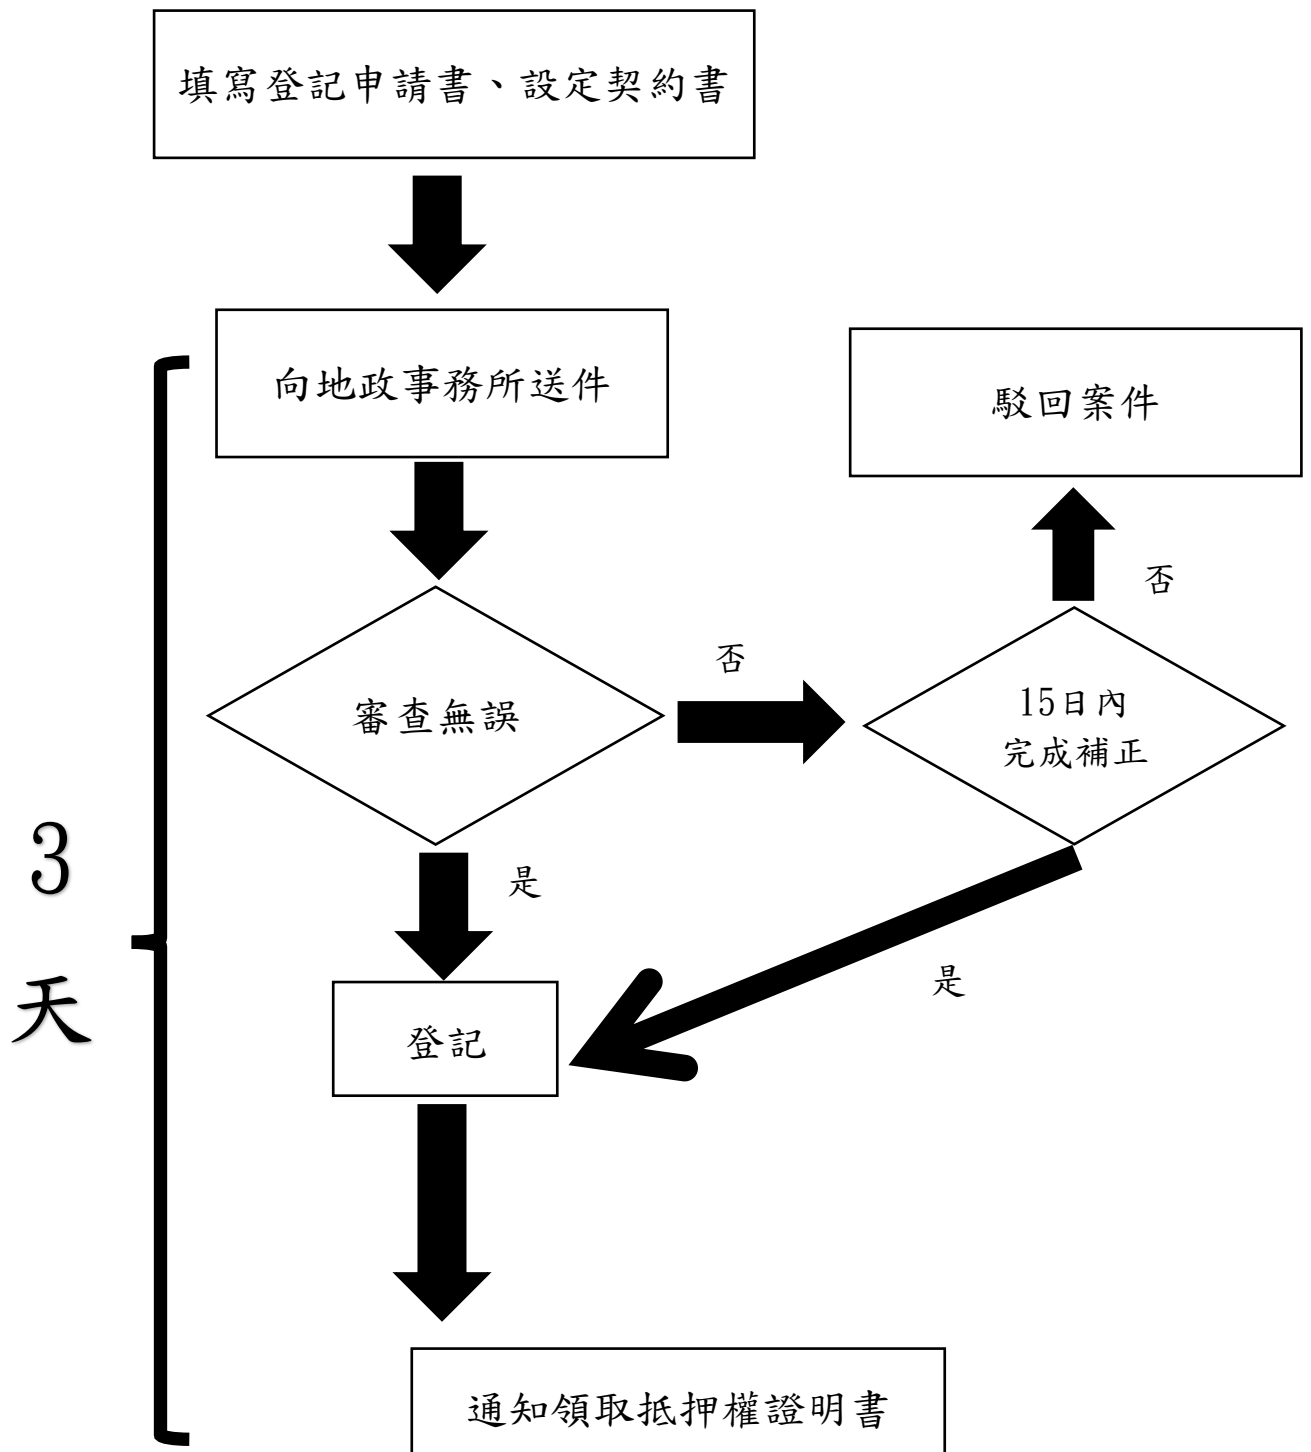 填寫登記申請書、設定契約書
向地政事務所送件
駁回案件
否
審查無誤
否
15日內
完成補正
是
是
3
天
登記
通知領取抵押權證明書